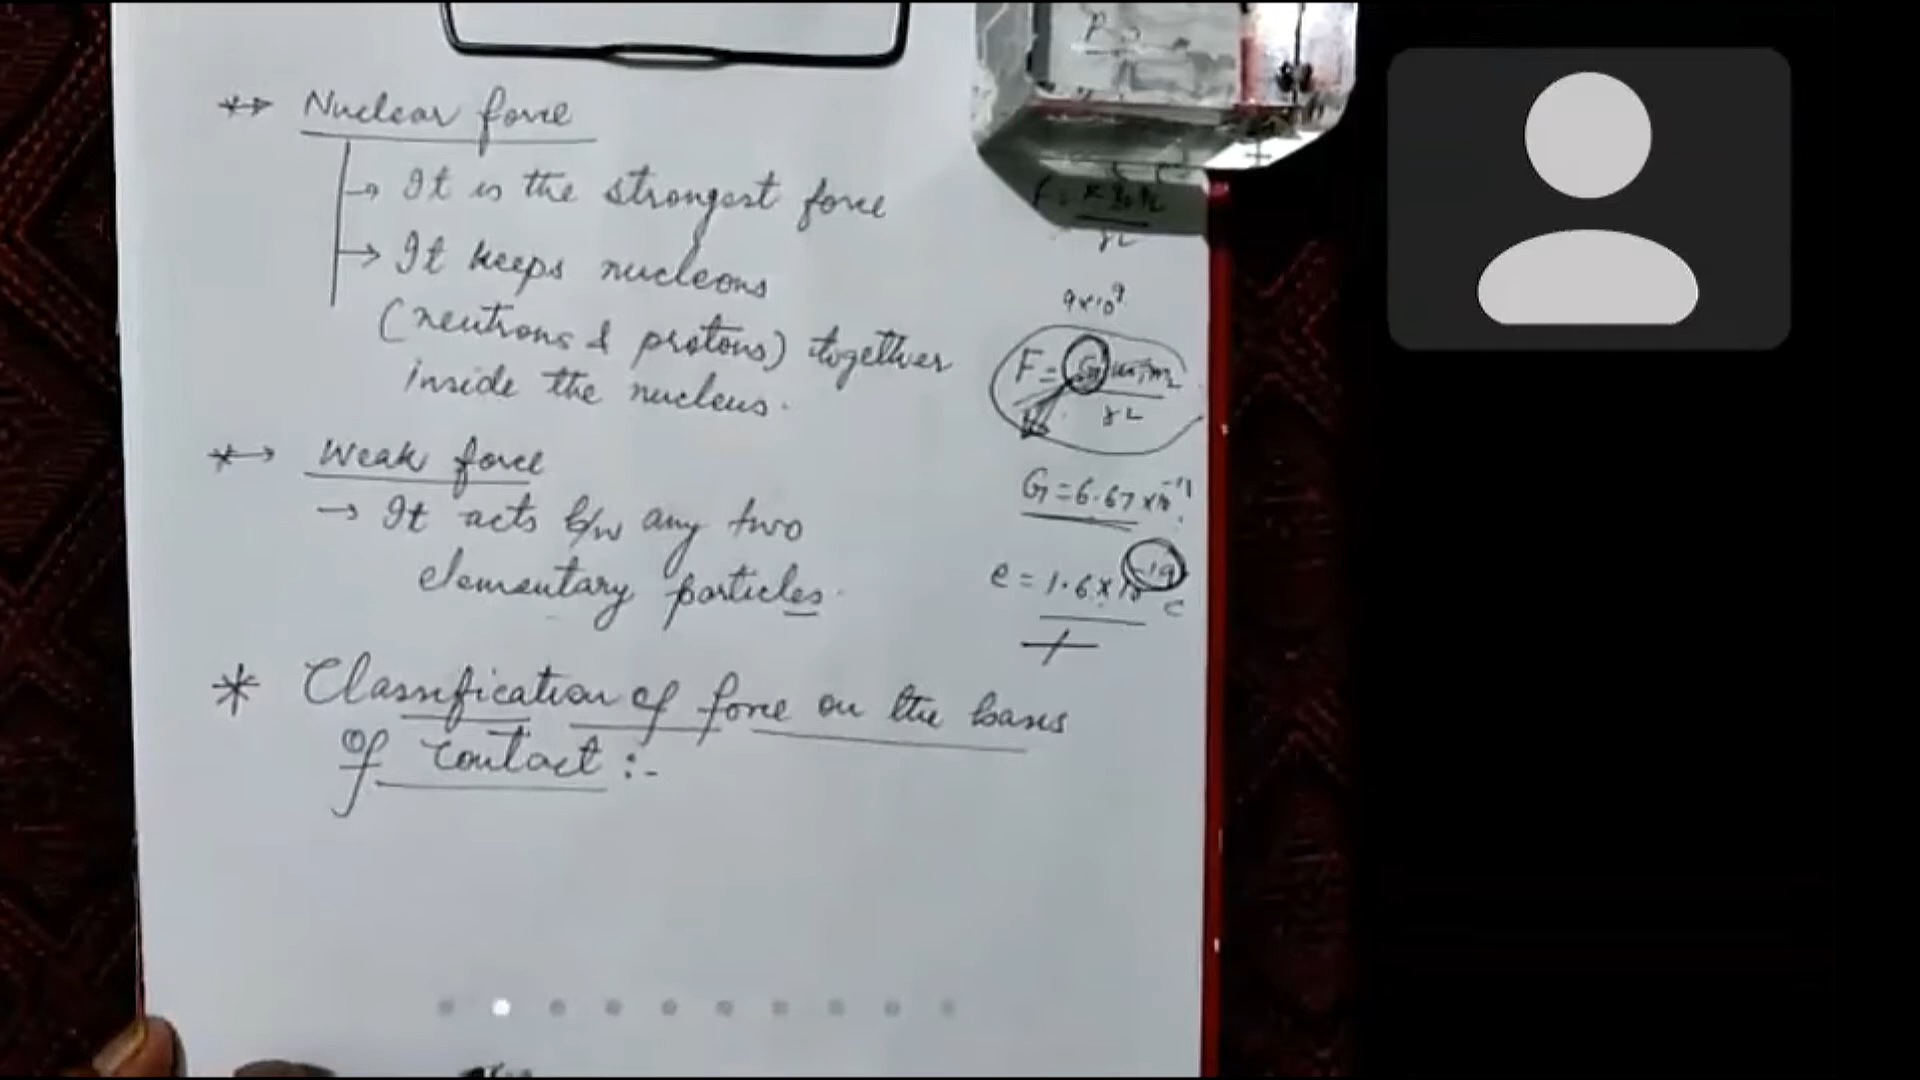 Nuclear force
→ It is the strongest force
→ It keeps nucleons
(neutrons & protons) together
inside the nucleus.
Weak force
→ It acts b/w any two
elementary particles.
* Classification of force on the basis
of contact :-
9×10⁹
F = G m₁m₂
r²
G = 6.67 × 10⁻¹¹
e = 1.6 × 10⁻¹⁹ C